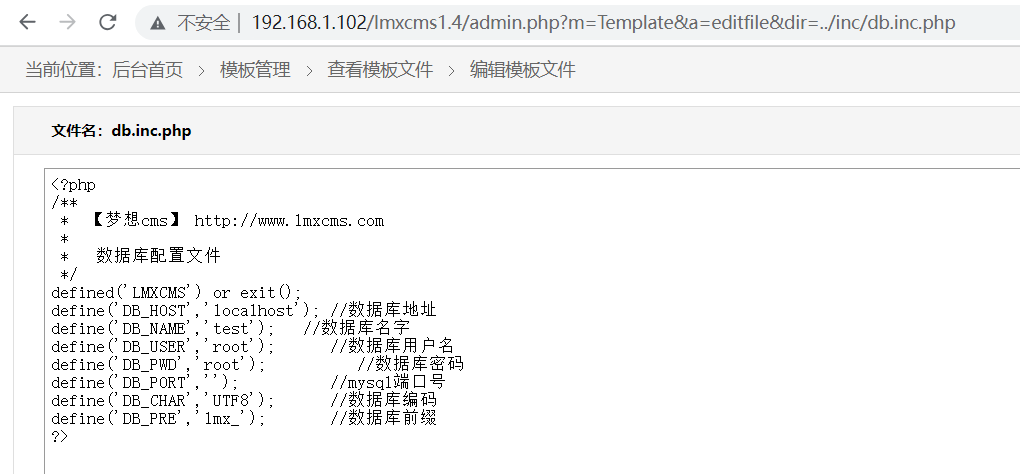 不安全 | 192.168.1.102/lmxcms1.4/admin.php?m=Template&a=editfile&dir=../inc/db.inc.php
当前位置： 后台首页 > 模板管理 > 查看模板文件 > 编辑模板文件
文件名：db.inc.php
<?php
/**
 *  【梦想cms】 http://www.lmxcms.com
 *
 *   数据库配置文件
 */
defined('LMXCMS') or exit();
define('DB_HOST','localhost'); //数据库地址
define('DB_NAME','test');   //数据库名字
define('DB_USER','root');      //数据库用户名
define('DB_PWD','root');          //数据库密码
define('DB_PORT','');          //mysql端口号
define('DB_CHAR','UTF8');      //数据库编码
define('DB_PRE','lmx_');       //数据库前缀
?>